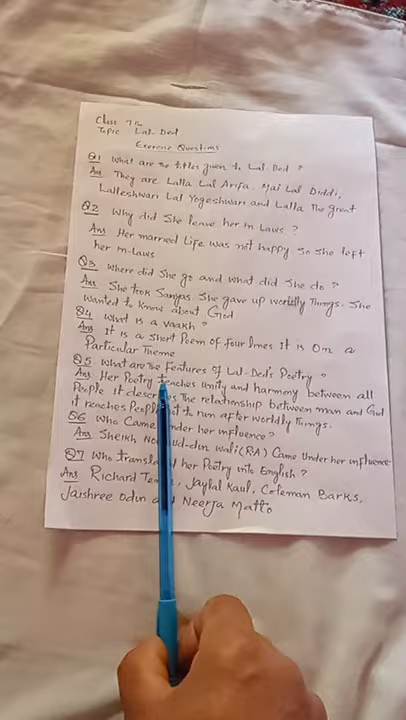 Class 7th
Topic Lal-Ded
Exercise Questions
Q1 What are the titles given to Lal-Ded?
Ans They are Lalla Lal Arifa, Mai Lal Diddi,
Lalleshwari Lal Yogeshwari and Lalla The great
Q2 Why did She leave her in Laws?
Ans Her married Life was not happy so She left
her in-Laws
Q3 Where did She go and what did She do?
Ans She took Sanyas. She gave up worldly Things. She
wanted to know about God
Q4 What is a vaakh?
Ans It is a Short Poem of four lines It is On a
Particular Theme
Q5 What are the Features of Lal-Ded's Poetry?
Ans Her Poetry teaches unity and harmony between all
People it describes The relationship between man and God
it reaches People not to run after worldly Things.
Q6 Who Came under her influence?
Ans Sheikh wali(RA) Came Under her influence
Q7 Who translated her Poetry into English?
Ans Richard Jaylal Kaul, Coleman Barks,
Jaishree Odin and Neerja Matto